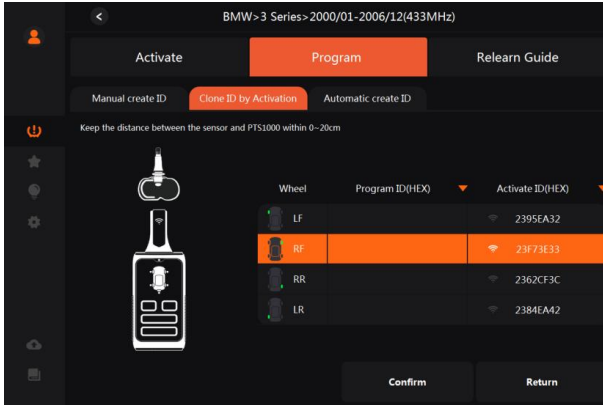 BMW>3 Series>2000/01-2006/12(433MHz)
Activate
Program
Relearn Guide
Manual create ID
Clone ID by Activation
Automatic create ID
Keep the distance between the sensor and PTS1000 within 0~20cm
Wheel Program ID(HEX) Activate ID(HEX)
LF 2395EA32
RF 23F73E33
RR 2362CF3C
LR 2384EA42
Confirm
Return